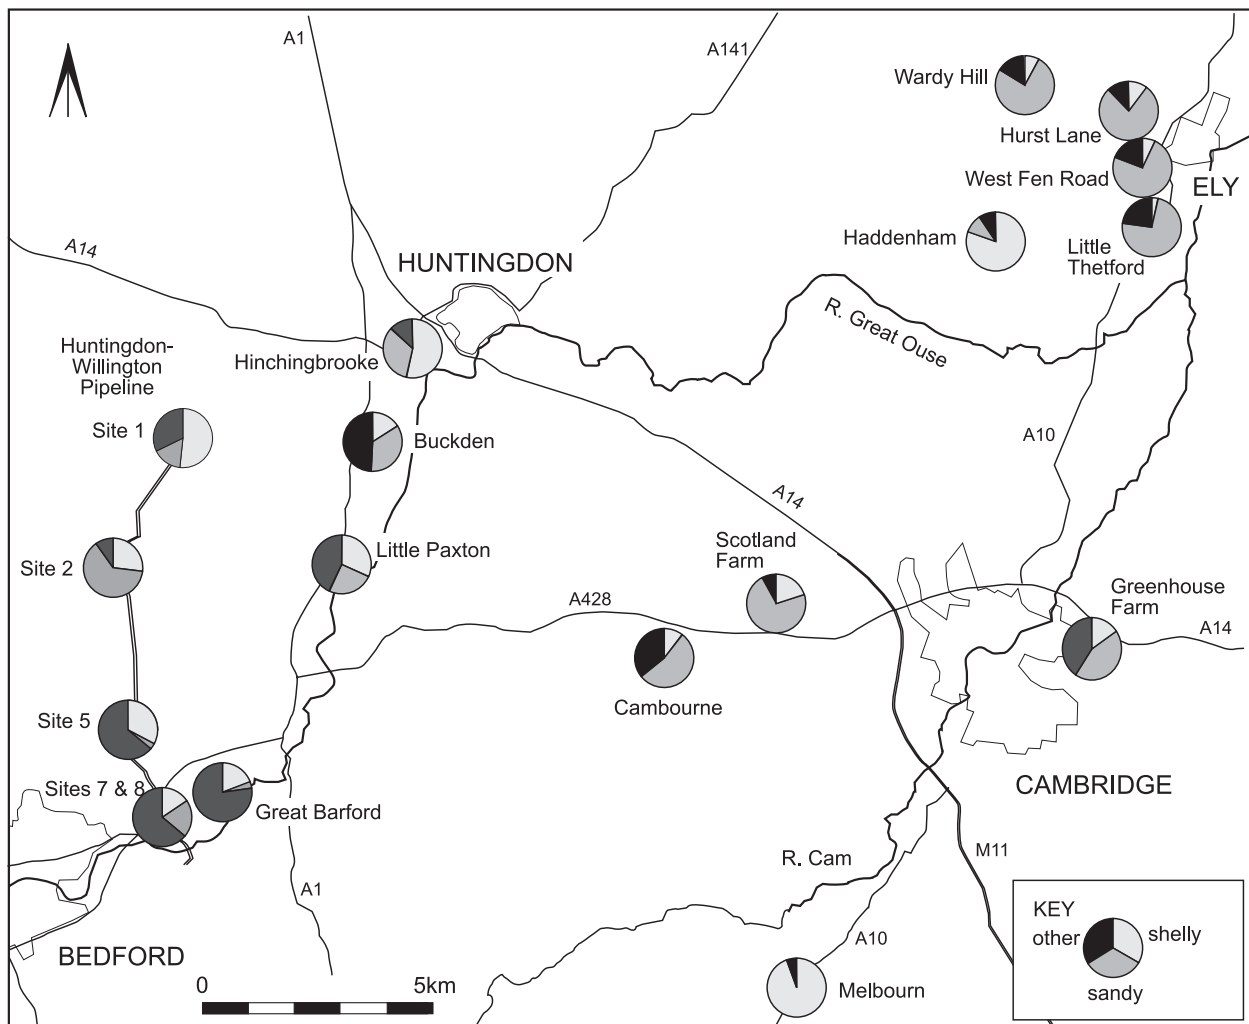 A1
A141
Wardy Hill
Hurst Lane
West Fen Road
ELY
Haddenham
Little
Thetford
A14
HUNTINGDON
R. Great Ouse
Huntingdon-
Willington
Pipeline
Hinchingbrooke
Site 1
Buckden
A10
A14
Site 2
Little Paxton
Scotland
Farm
Greenhouse
Farm
A428
A14
Cambourne
Site 5
Sites 7 & 8
Great Barford
CAMBRIDGE
R. Cam
M11
A1
A10
BEDFORD
0 5km
Melbourn
KEY
other
shelly
sandy